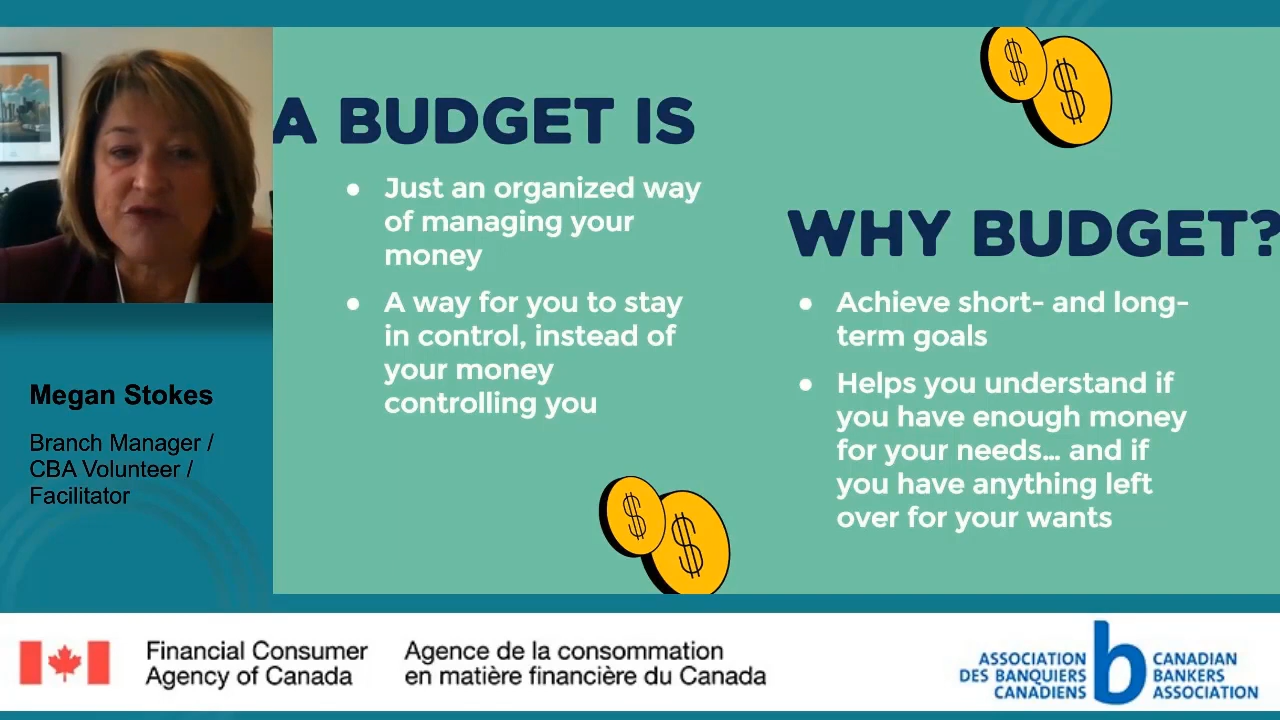 A BUDGET IS
● Just an organized way
of managing your
money
● A way for you to stay
in control, instead of
your money
controlling you
WHY BUDGET?
● Achieve short- and long-
term goals
● Helps you understand if
you have enough money
for your needs... and if
you have anything left
over for your wants
Megan Stokes
Branch Manager /
CBA Volunteer /
Facilitator
Financial Consumer
Agency of Canada
Agence de la consommation
en matière financière du Canada
ASSOCIATION
DES BANQUIERS
CANADIENS
b
CANADIAN
BANKERS
ASSOCIATION